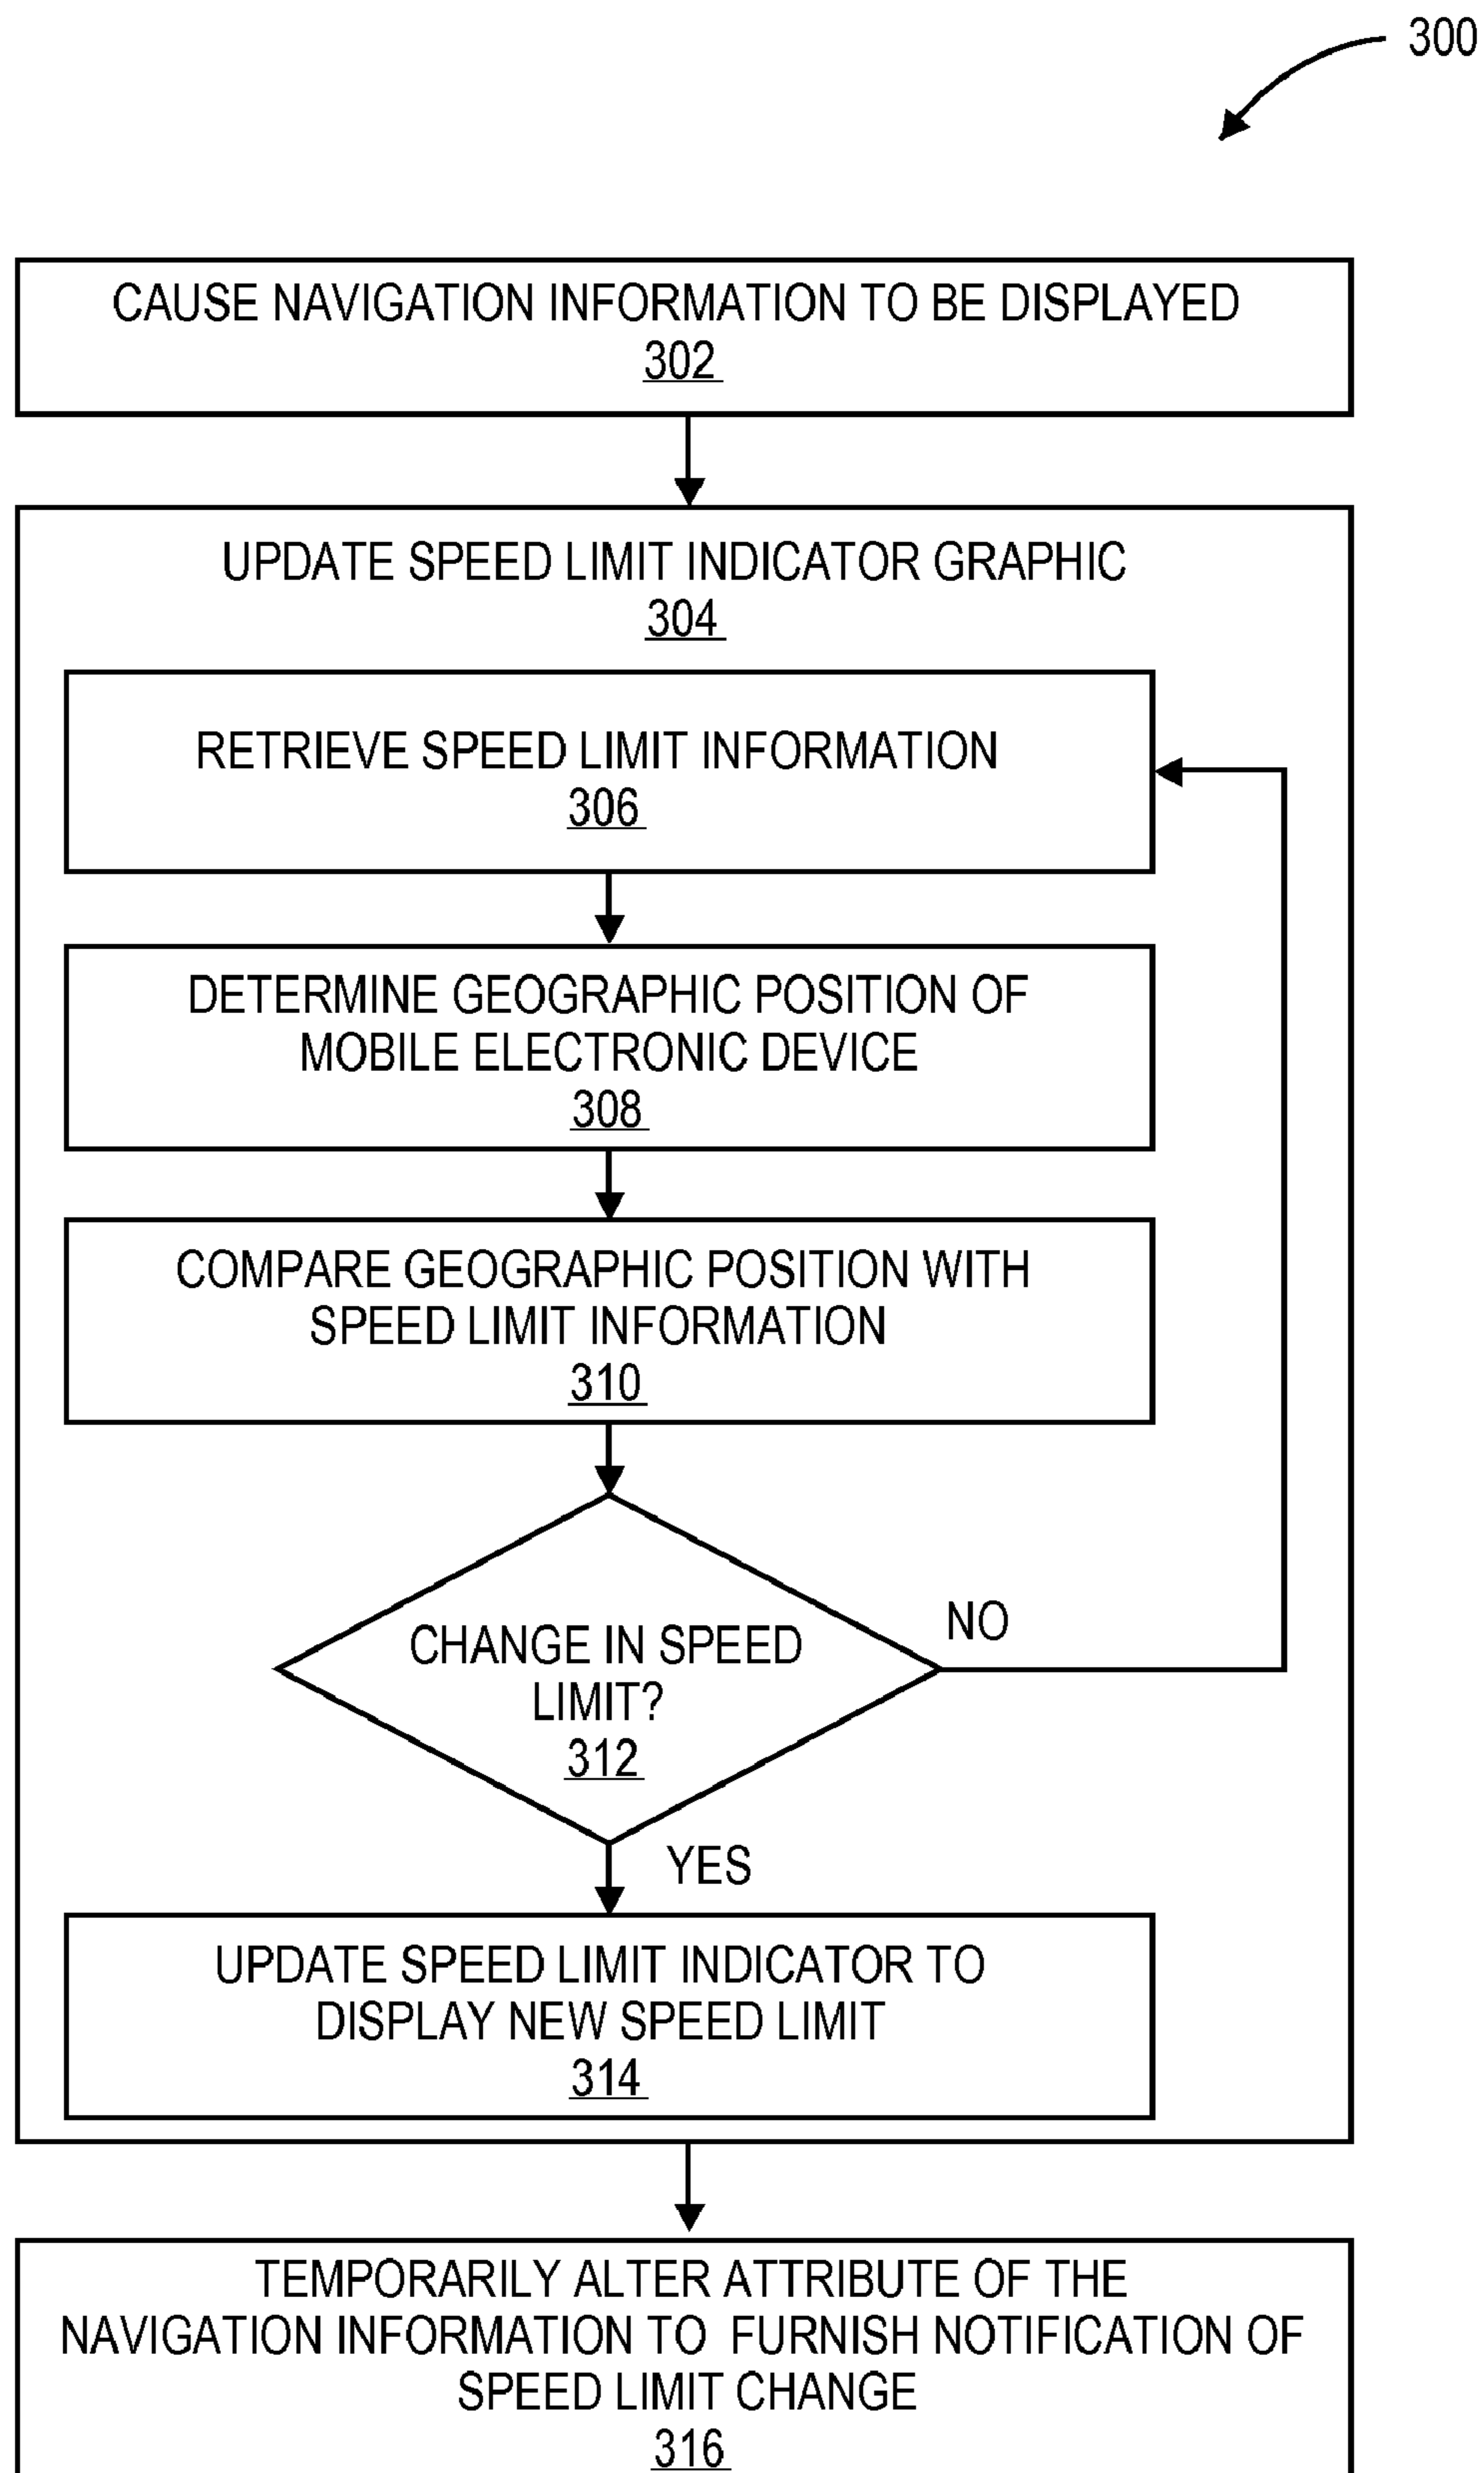 300
CAUSE NAVIGATION INFORMATION TO BE DISPLAYED
302
UPDATE SPEED LIMIT INDICATOR GRAPHIC
304
RETRIEVE SPEED LIMIT INFORMATION
306
DETERMINE GEOGRAPHIC POSITION OF
MOBILE ELECTRONIC DEVICE
308
COMPARE GEOGRAPHIC POSITION WITH
SPEED LIMIT INFORMATION
310
CHANGE IN SPEED
LIMIT?
312
NO
YES
UPDATE SPEED LIMIT INDICATOR TO
DISPLAY NEW SPEED LIMIT
314
TEMPORARILY ALTER ATTRIBUTE OF THE
NAVIGATION INFORMATION TO FURNISH NOTIFICATION OF
SPEED LIMIT CHANGE
316